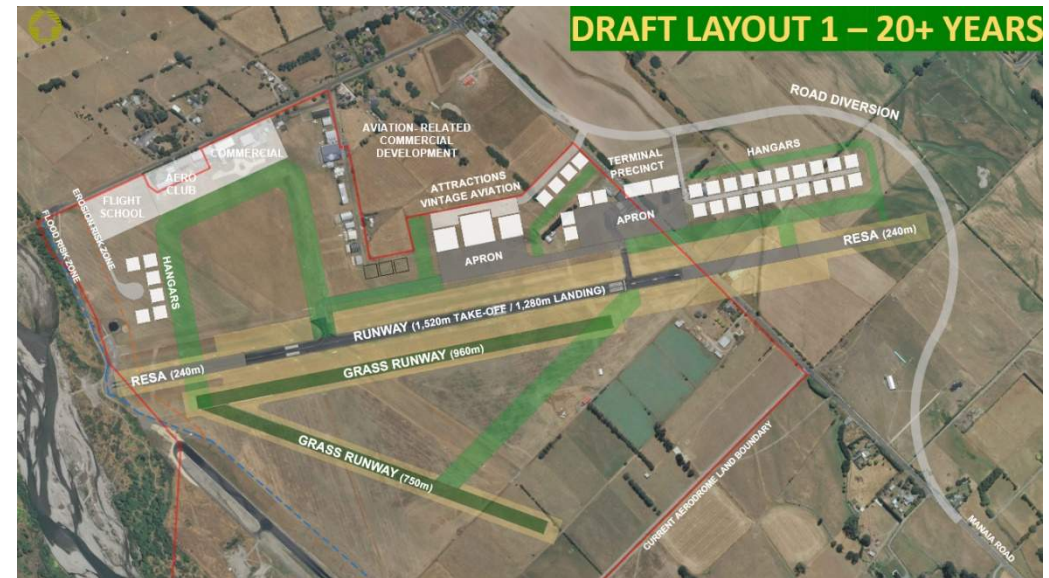 DRAFT LAYOUT 1 – 20+ YEARS
ROAD DIVERSION
AVIATION- RELATED
COMMERCIAL
DEVELOPMENT
COMMERCIAL
AERO
CLUB
FLIGHT
SCHOOL
ATTRACTIONS
VINTAGE AVIATION
TERMINAL
PRECINCT
HANGARS
APRON
APRON
EROSION RISK ZONE
FLOOD RISK ZONE
HANGARS
RESA (240m)
RUNWAY (1,520m TAKE-OFF / 1,280m LANDING)
RESA (240m)
GRASS RUNWAY (960m)
GRASS RUNWAY (750m)
CURRENT AERODROME LAND BOUNDARY
MANAIA ROAD